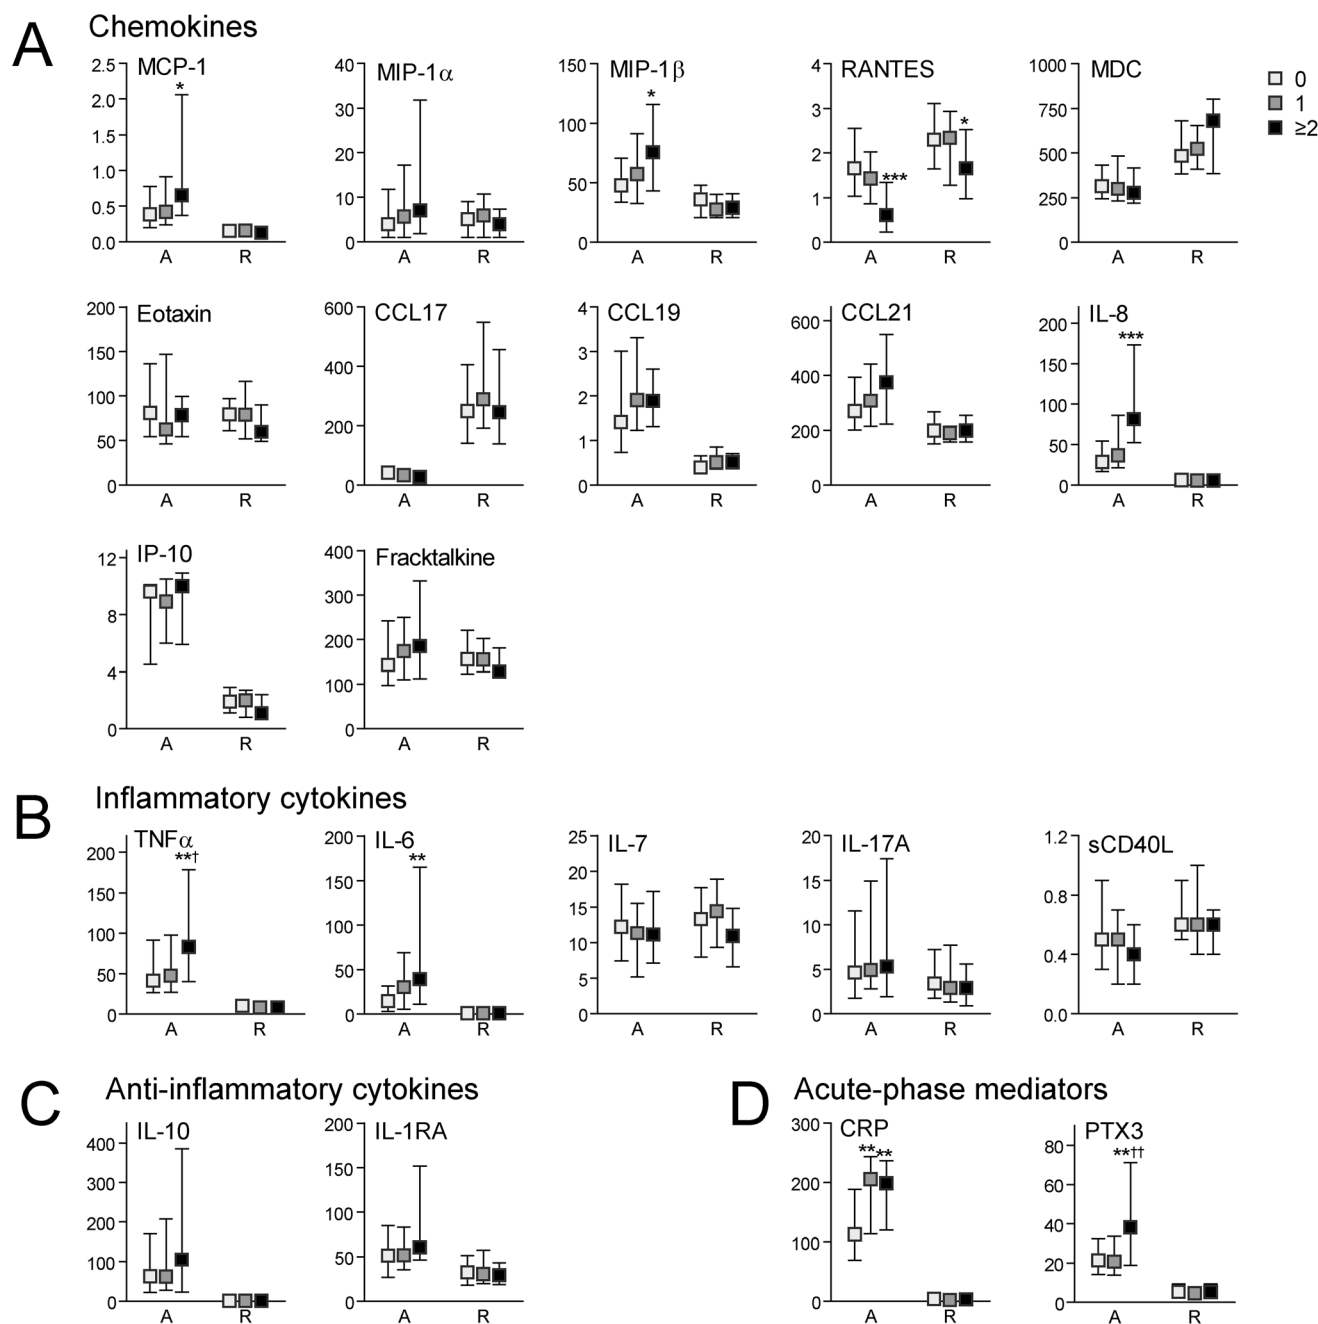 A Chemokines
MCP-1 MIP-1α MIP-1β RANTES MDC
2.5 40 150 4 1000 0
2.0 * 30 100 * 3 * 750 1
1.5 20 50 2 *** 500 ≥2
1.0 10 0 1 250
0.5 0 0 0
0.0
A R A R A R A R A R
Eotaxin CCL17 CCL19 CCL21 IL-8
200 600 4 600 200 ***
150 400 3 400 150
100 200 2 200 100
50 0 1 0 50
0 0 0
A R A R A R A R A R
IP-10 Fracktalkine
12 400
8 300
4 200
0 100
0
A R A R
B Inflammatory cytokines
TNFα IL-6 IL-7 IL-17A sCD40L
200 **† 200 ** 25 20 1.2
150 150 20 15 0.8
100 100 15 10 0.4
50 50 10 5 0.0
0 0 5 0
0
A R A R A R A R A R
C Anti-inflammatory cytokines D Acute-phase mediators
IL-10 IL-1RA CRP PTX3
400 200 300 ** ** 80 **††
300 150 200 60
200 100 100 40
100 50 0 20
0 0 0
A R A R A R A R